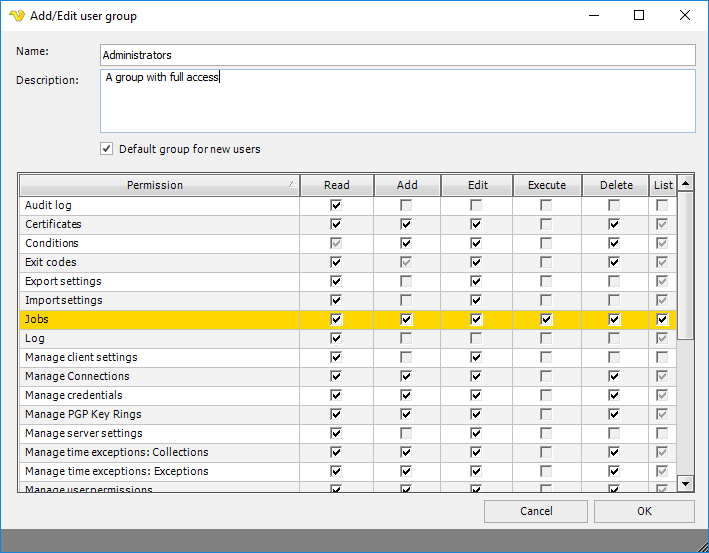 Add/Edit user group
Name:
Administrators
Description:
A group with full access
Default group for new users
Permission Read Add Edit Execute Delete List
Audit log
Certificates
Conditions
Exit codes
Export settings
Import settings
Jobs
Log
Manage client settings
Manage Connections
Manage credentials
Manage PGP Key Rings
Manage server settings
Manage time exceptions: Collections
Manage time exceptions: Exceptions
Manage user permissions
Cancel OK